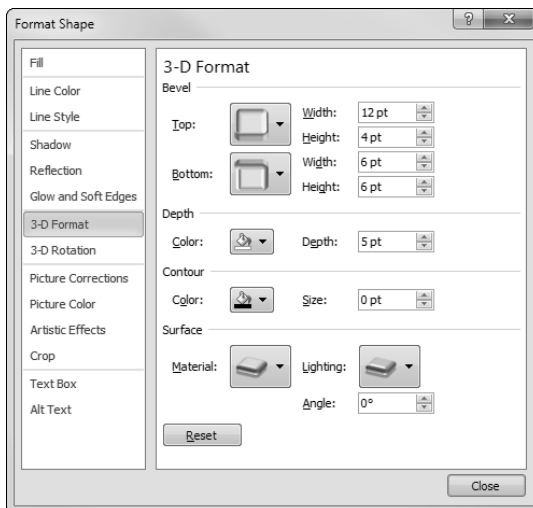 Format Shape
Fill
Line Color
Line Style
Shadow
Reflection
Glow and Soft Edges
3-D Format
3-D Rotation
Picture Corrections
Picture Color
Artistic Effects
Crop
Text Box
Alt Text
3-D Format
Bevel
Top: Width: 12 pt
Height: 4 pt
Bottom: Width: 6 pt
Height: 6 pt
Depth
Color: Depth: 5 pt
Contour
Color: Size: 0 pt
Surface
Material: Lighting:
Angle: 0°
Reset
Close